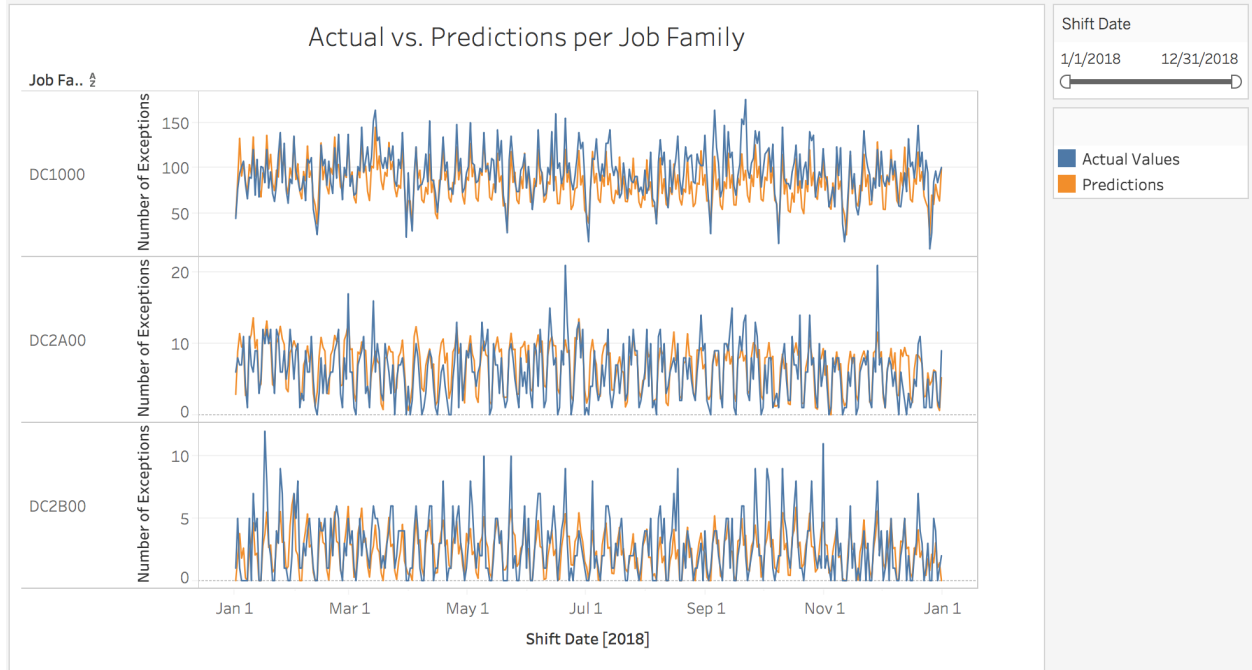 Actual vs. Predictions per Job Family
Job Fa..
DC1000
Number of Exceptions
150
100
50
DC2A00
Number of Exceptions
20
10
0
DC2B00
Number of Exceptions
10
5
0
Jan 1 Mar 1 May 1 Jul 1 Sep 1 Nov 1 Jan 1
Shift Date [2018]
Shift Date
1/1/2018 12/31/2018
Actual Values
Predictions